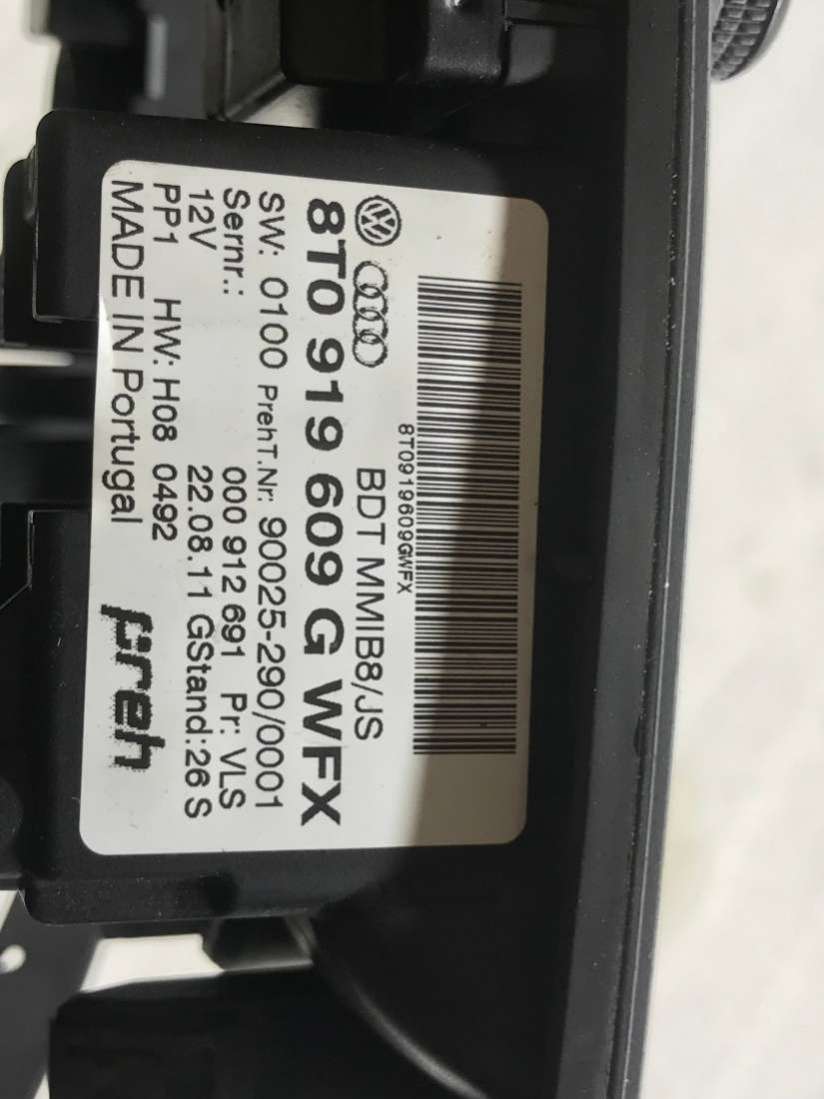 8T0919609GWFX
BDT MMIB8/JS
8T0 919 609 G WFX
SW: 0100 PrehT.Nr: 90025-290/0001
Sernr.: 000 912 691 Pr: VLS
12V 22.08.11 GStand:26 S
PP1 HW: H08 0492
MADE IN Portugal preh